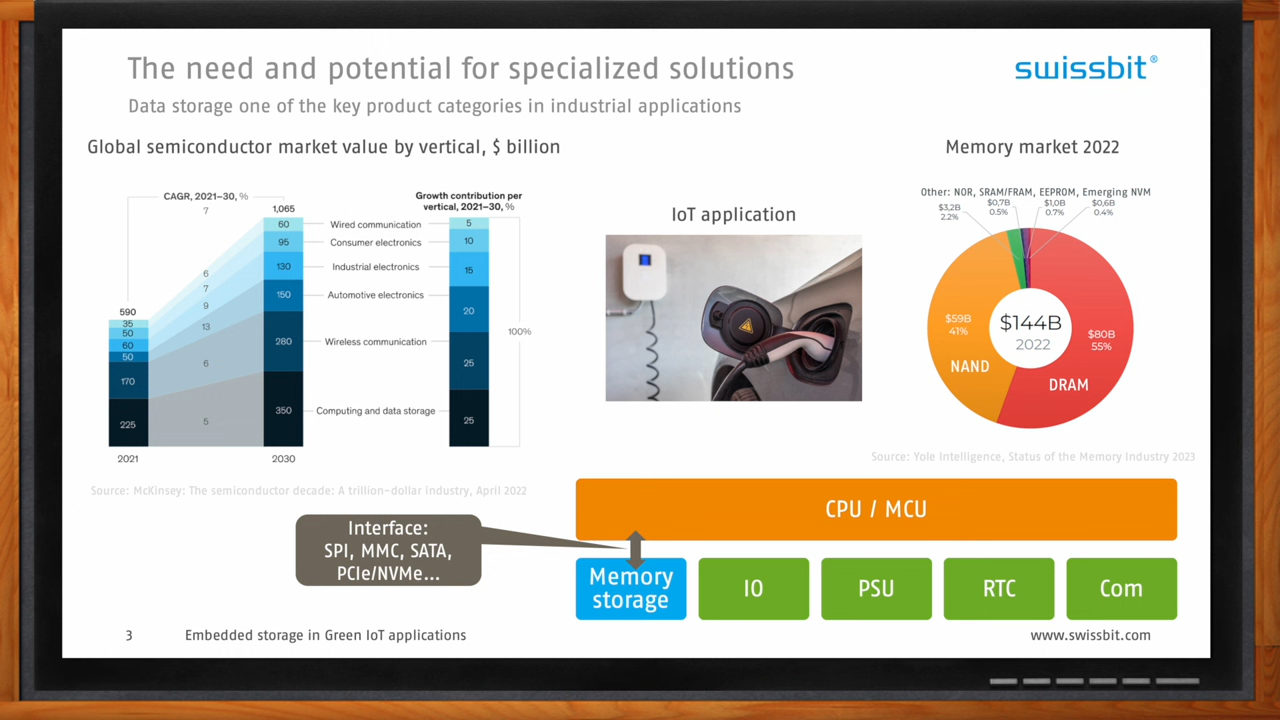 The need and potential for specialized solutions
swissbit®
Data storage one of the key product categories in industrial applications
Global semiconductor market value by vertical, $ billion
CAGR, 2021–30, %
7
1,065
590
35
50
60
50
170
225
2021
6
7
9
13
6
5
60
95
130
150
280
350
2030
Wired communication
Consumer electronics
Industrial electronics
Automotive electronics
Wireless communication
Computing and data storage
Growth contribution per
vertical, 2021–30, %
5
10
15
20
25
25
100%
Source: McKinsey: The semiconductor decade: A trillion-dollar industry, April 2022
IoT application
Memory market 2022
Other: NOR, SRAM/FRAM, EEPROM, Emerging NVM
$3,2B
2.2%
$0,7B
0.5%
$1,0B
0.7%
$0,6B
0.4%
$59B
41%
NAND
$144B
2022
$80B
55%
DRAM
Source: Yole Intelligence, Status of the Memory Industry 2023
CPU / MCU
Interface:
SPI, MMC, SATA,
PCIe/NVMe...
Memory
storage
IO
PSU
RTC
Com
3
Embedded storage in Green IoT applications
www.swissbit.com